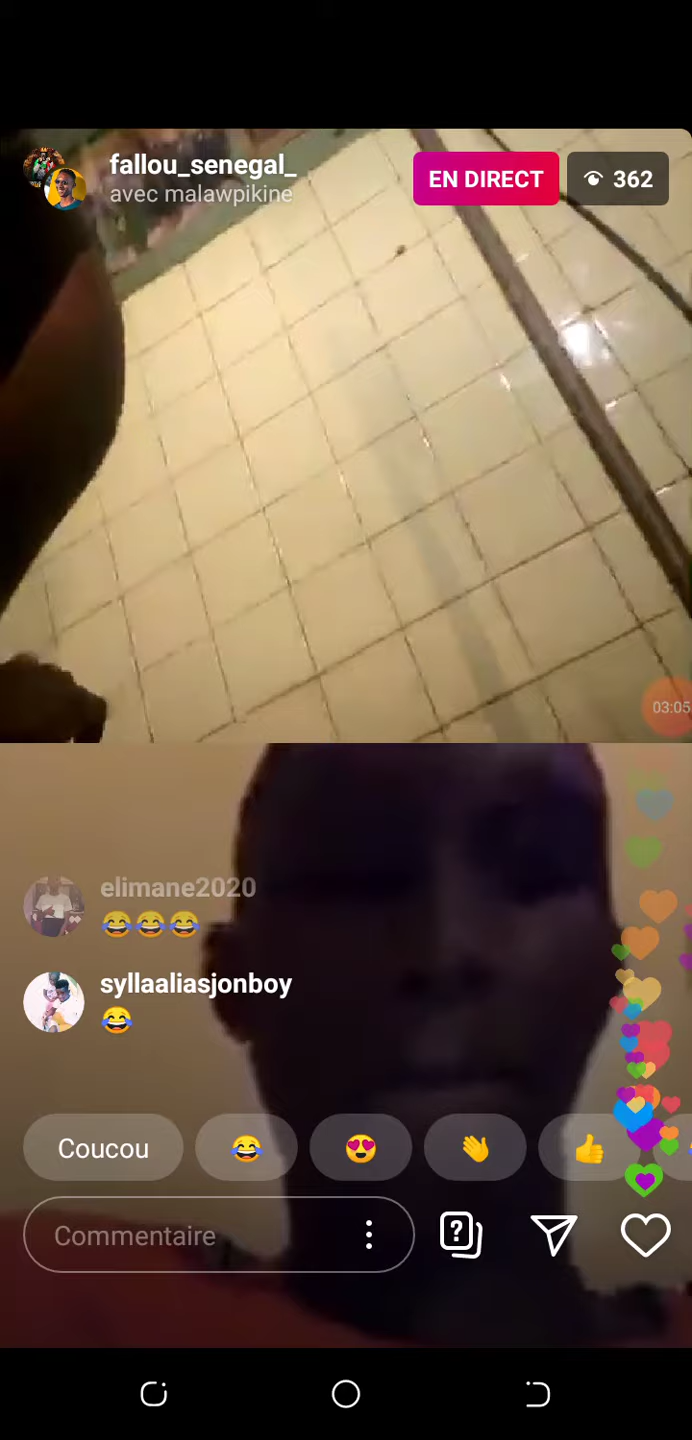 fallou_senegal_
avec malawpikine
EN DIRECT
362
03:05
elimane2020
😂😂😂
syllaaliasjonboy
😂
Coucou 😂 😍 👏 👍
Commentaire